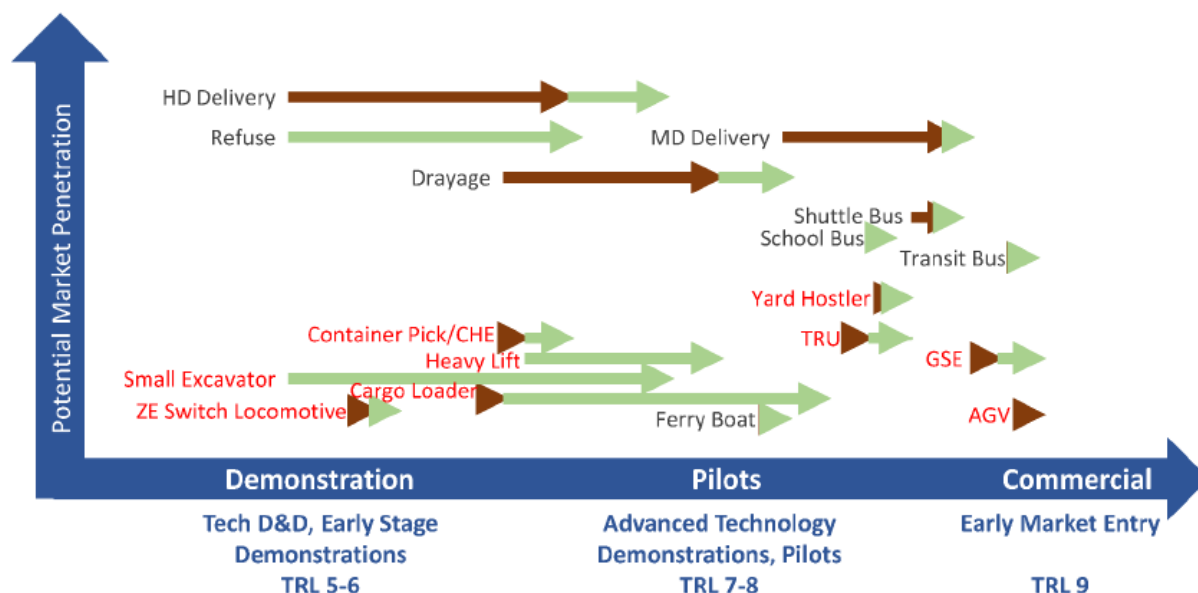 Potential Market Penetration
HD Delivery
Refuse
MD Delivery
Drayage
Shuttle Bus
School Bus
Transit Bus
Yard Hostler
Container Pick/CHE
TRU
Heavy Lift
GSE
Small Excavator
Cargo Loader
ZE Switch Locomotive
Ferry Boat
AGV
Demonstration
Pilots
Commercial
Tech D&D, Early Stage
Demonstrations
TRL 5-6
Advanced Technology
Demonstrations, Pilots
TRL 7-8
Early Market Entry
TRL 9